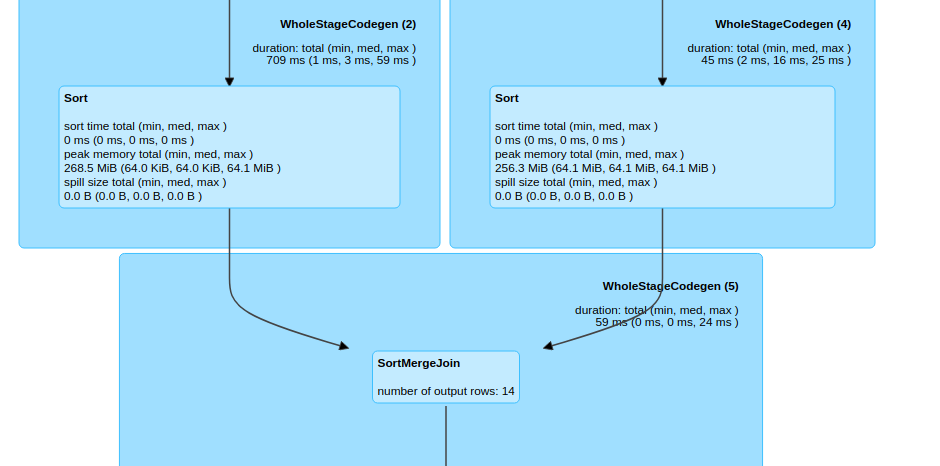 WholeStageCodegen (2)
duration: total (min, med, max )
709 ms (1 ms, 3 ms, 59 ms )
Sort
sort time total (min, med, max )
0 ms (0 ms, 0 ms, 0 ms )
peak memory total (min, med, max )
268.5 MiB (64.0 KiB, 64.0 KiB, 64.1 MiB )
spill size total (min, med, max )
0.0 B (0.0 B, 0.0 B, 0.0 B )
WholeStageCodegen (4)
duration: total (min, med, max )
45 ms (2 ms, 16 ms, 25 ms )
Sort
sort time total (min, med, max )
0 ms (0 ms, 0 ms, 0 ms )
peak memory total (min, med, max )
256.3 MiB (64.1 MiB, 64.1 MiB, 64.1 MiB )
spill size total (min, med, max )
0.0 B (0.0 B, 0.0 B, 0.0 B )
WholeStageCodegen (5)
duration: total (min, med, max )
59 ms (0 ms, 0 ms, 24 ms )
SortMergeJoin
number of output rows: 14